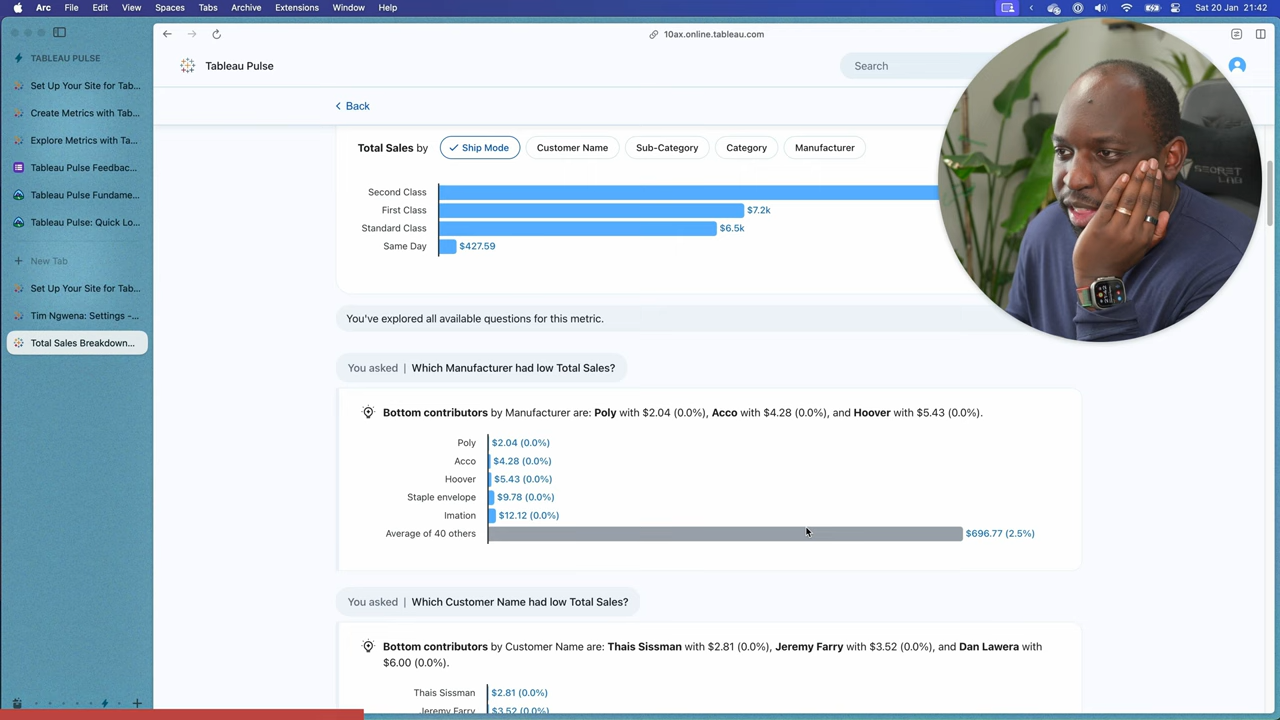 Arc File Edit View Spaces Tabs Archive Extensions Window Help Sat 20 Jan 21:42
TABLEAU PULSE
Set Up Your Site for Tab...
Create Metrics with Tab...
Explore Metrics with Ta...
Tableau Pulse Feedbac...
Tableau Pulse Fundame...
Tableau Pulse: Quick Lo...
New Tab
Set Up Your Site for Tab...
Tim Ngwena: Settings -...
Total Sales Breakdown...
10ax.online.tableau.com
Tableau Pulse Search
Back
Total Sales by Ship Mode Customer Name Sub-Category Category Manufacturer
Second Class
First Class $7.2k
Standard Class $6.5k
Same Day $427.59
You've explored all available questions for this metric.
You asked | Which Manufacturer had low Total Sales?
Bottom contributors by Manufacturer are: Poly with $2.04 (0.0%), Acco with $4.28 (0.0%), and Hoover with $5.43 (0.0%).
Poly $2.04 (0.0%)
Acco $4.28 (0.0%)
Hoover $5.43 (0.0%)
Staple envelope $9.78 (0.0%)
Imation $12.12 (0.0%)
Average of 40 others $696.77 (2.5%)
You asked | Which Customer Name had low Total Sales?
Bottom contributors by Customer Name are: Thais Sissman with $2.81 (0.0%), Jeremy Farry with $3.52 (0.0%), and Dan Lawera with
$6.00 (0.0%).
Thais Sissman $2.81 (0.0%)
Jeremy Farry $3.52 (0.0%)